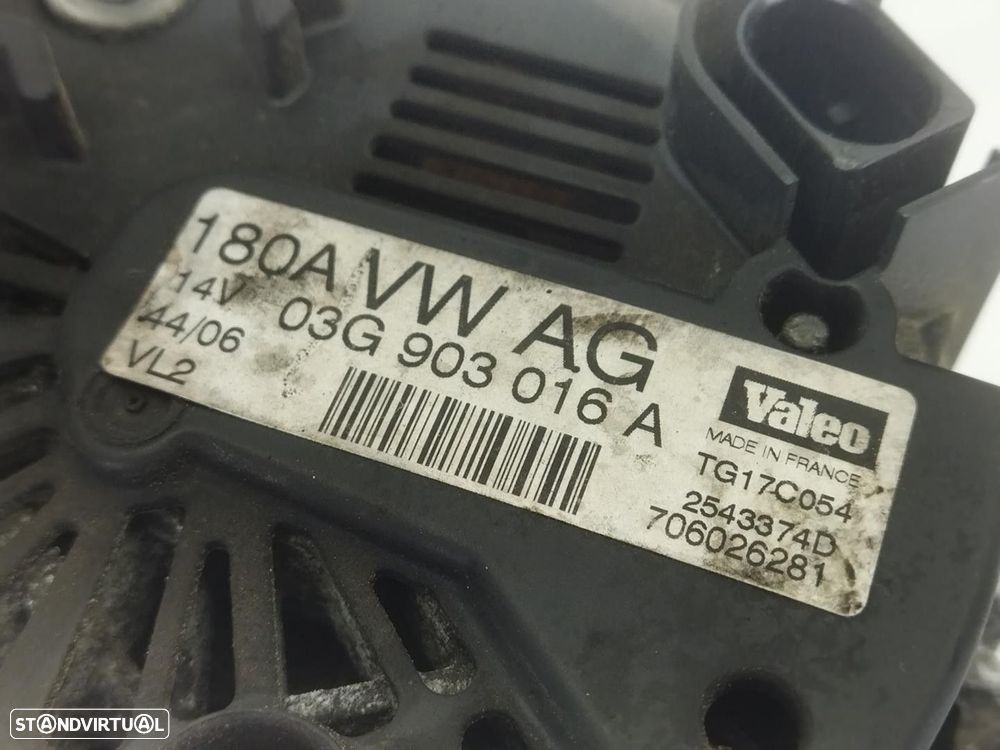 180A VW AG
14V 03G 903 016 A
44/06
VL2
Valeo
MADE IN FRANCE
TG17C054
2543374D
706026281
STANDVIRTUAL